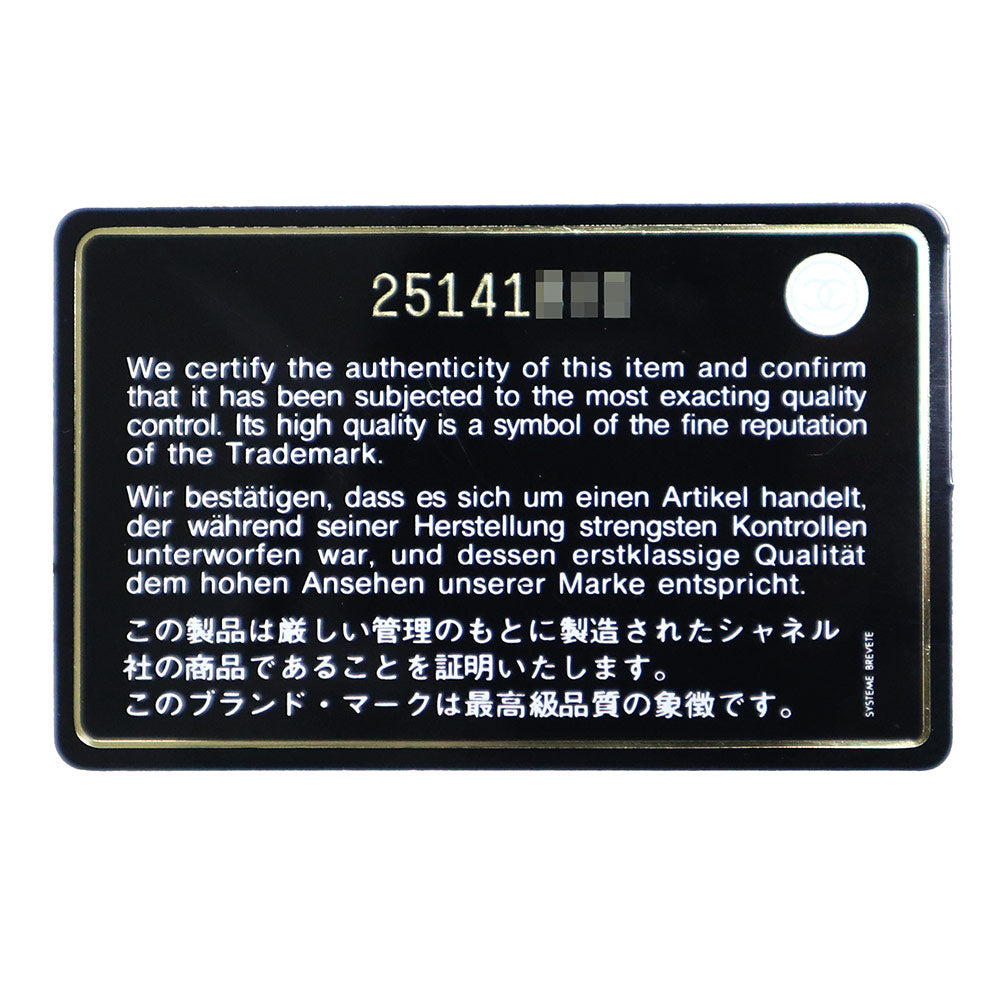 25141
We certify the authenticity of this item and confirm
that it has been subjected to the most exacting quality
control. Its high quality is a symbol of the fine reputation
of the Trademark.
Wir bestätigen, dass es sich um einen Artikel handelt,
der während seiner Herstellung strengsten Kontrollen
unterworfen war, und dessen erstklassige Qualität
dem hohen Ansehen unserer Marke entspricht.
この製品は厳しい管理のもとに製造されたシャネル
社の商品であることを証明いたします。
このブランド・マークは最高級品質の象徴です。
SYSTEME BREVETE